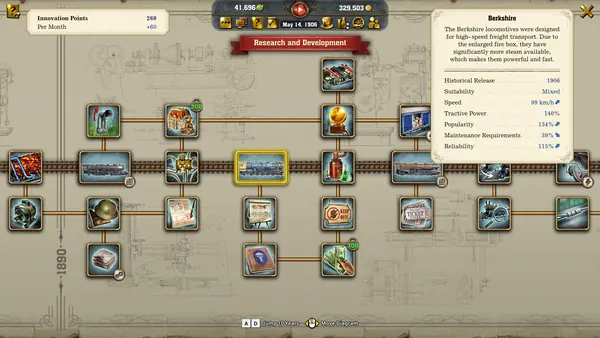 41.696
329.503
May 14, 1906
Research and Development
Innovation Points 260
Per Month +60
Berkshire
The Berkshire locomotives were designed
for high-speed freight transport. Due to
the enlarged fire box, they have
significantly more steam available,
which makes them powerful and fast.
Historical Release 1906
Suitability Mixed
Speed 99 km/h
Tractive Power 140%
Popularity 134%
Maintenance Requirements 39%
Reliability 115%
TICKET
1890
A D Jump 10 Years
Move Diagram